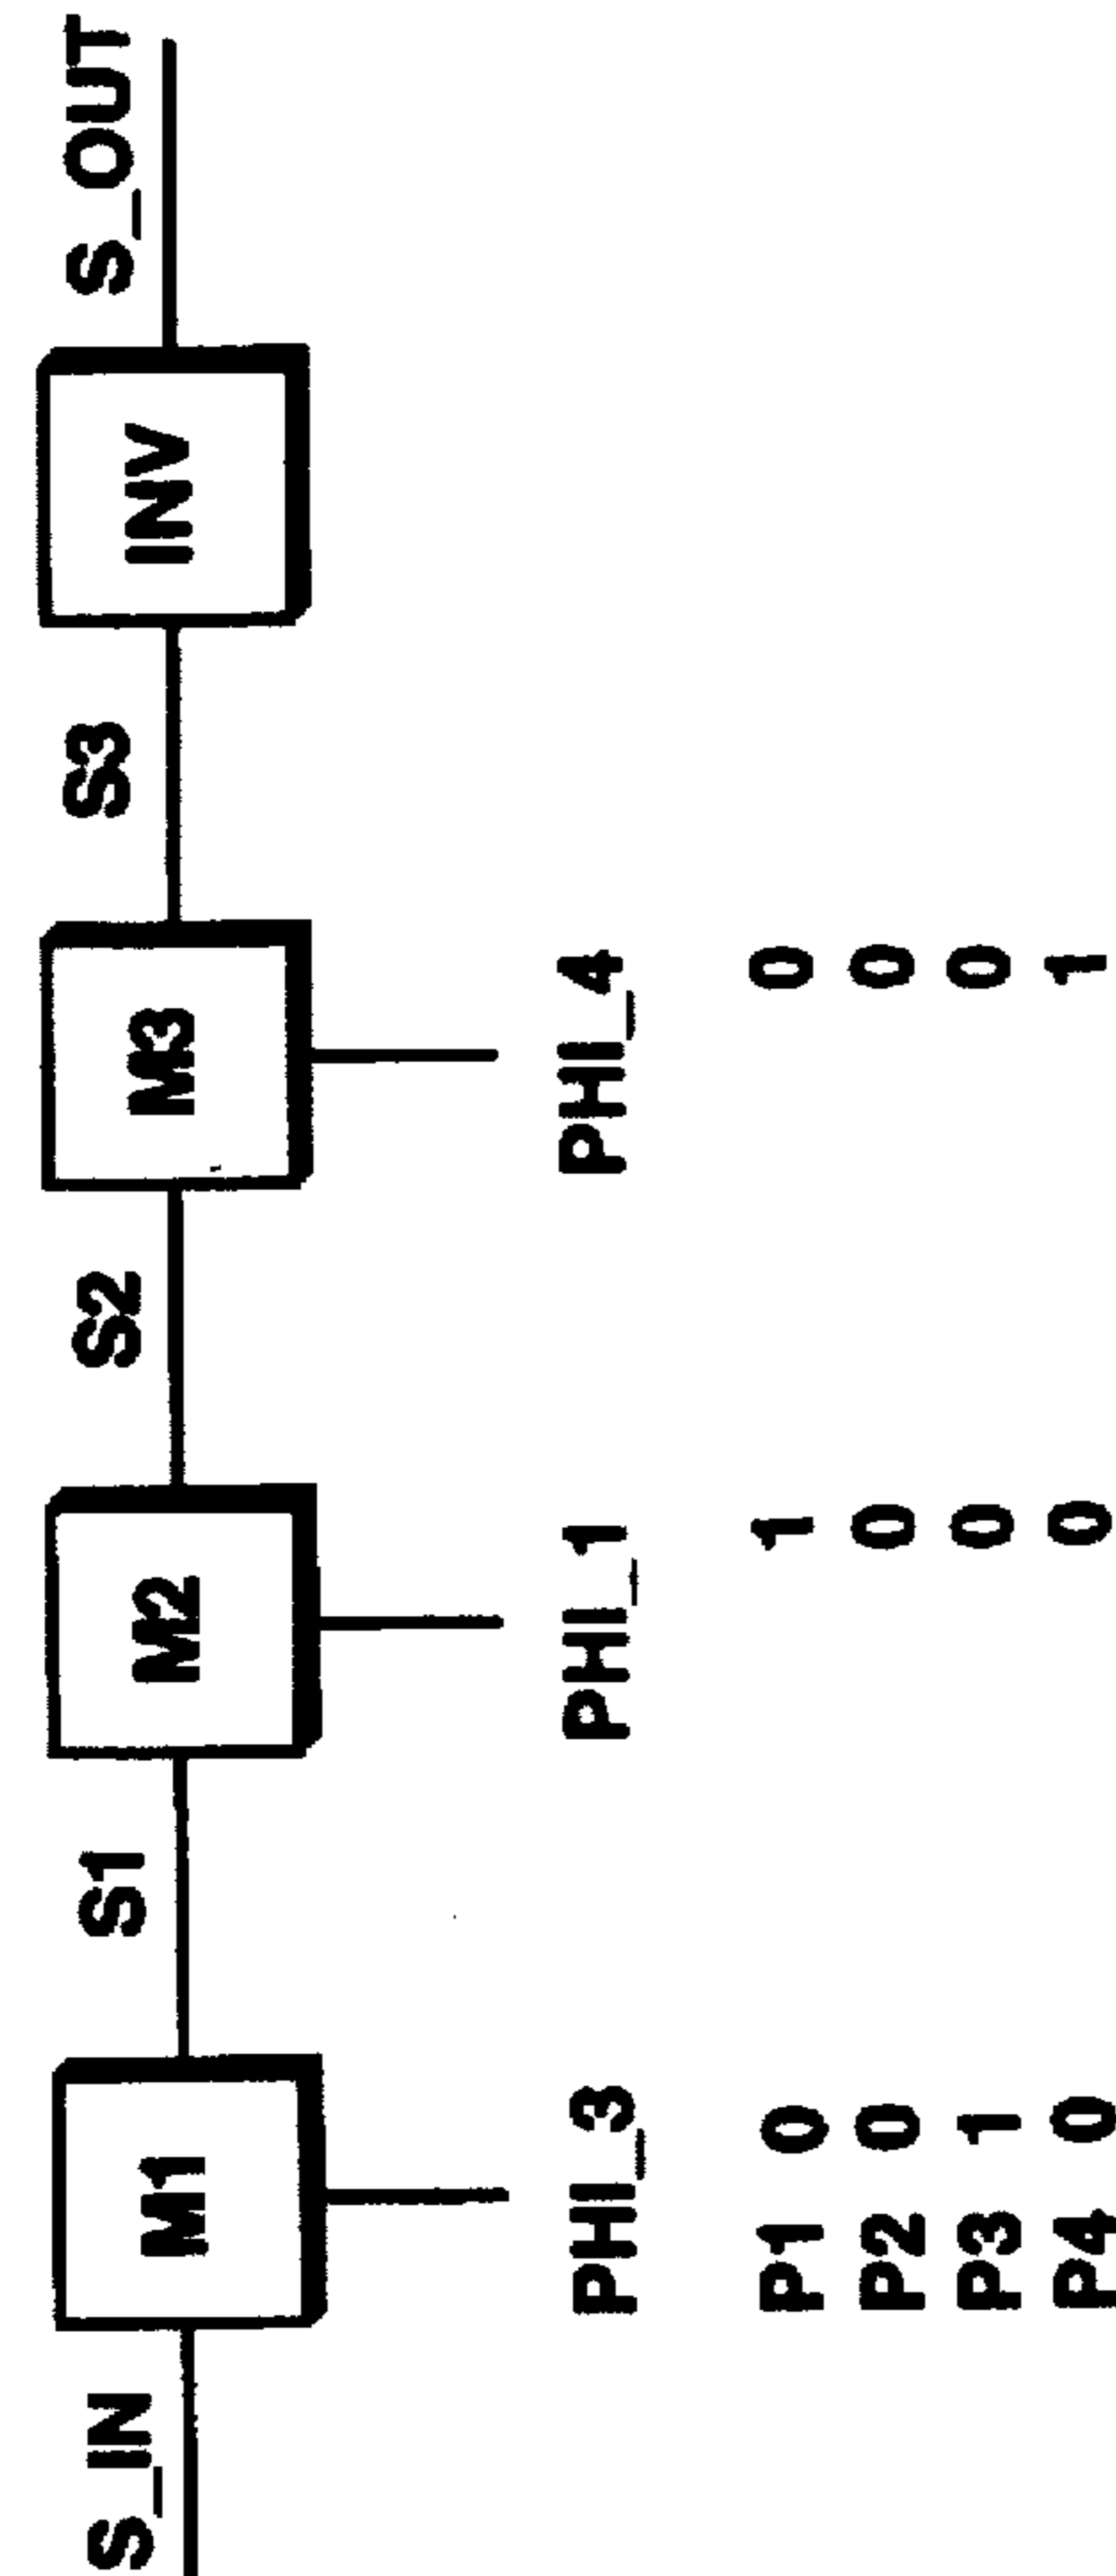 S_IN M1 S1 M2 S2 M3 S3 INV S_OUT
PHI_3 PHI_1 PHI_4
P1 0 1 0
P2 0 0 0
P3 1 0 0
P4 0 0 1